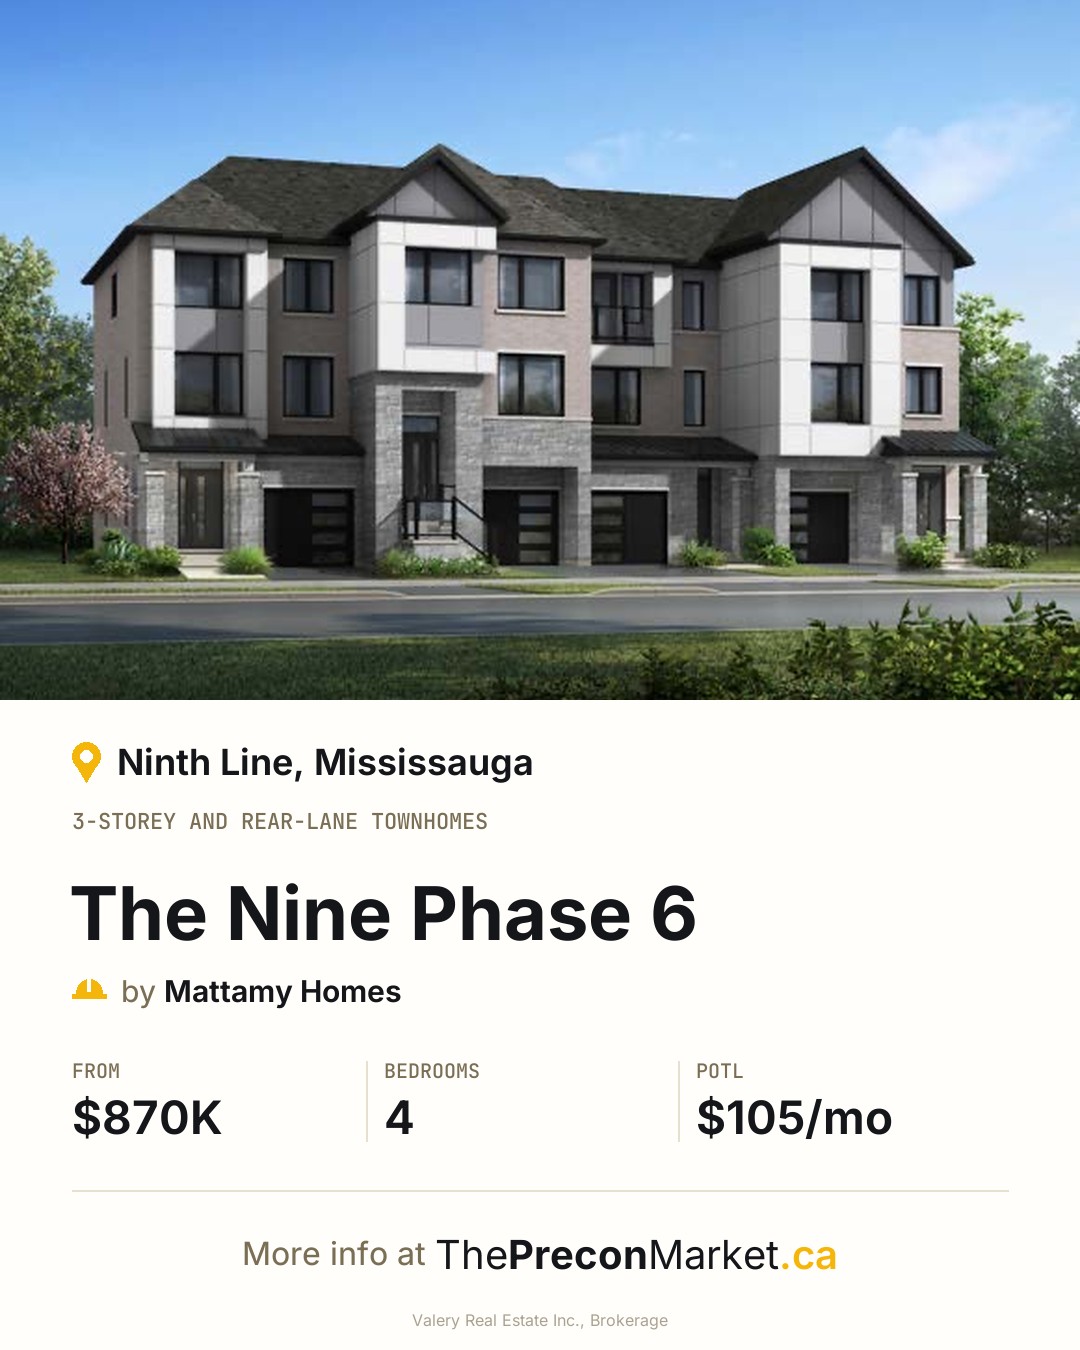 Ninth Line, Mississauga
3-STOREY AND REAR-LANE TOWNHOMES
The Nine Phase 6
by Mattamy Homes
FROM BEDROOMS POTL
$870K 4 $105/mo
More info at ThePreconMarket.ca
Valery Real Estate Inc., Brokerage